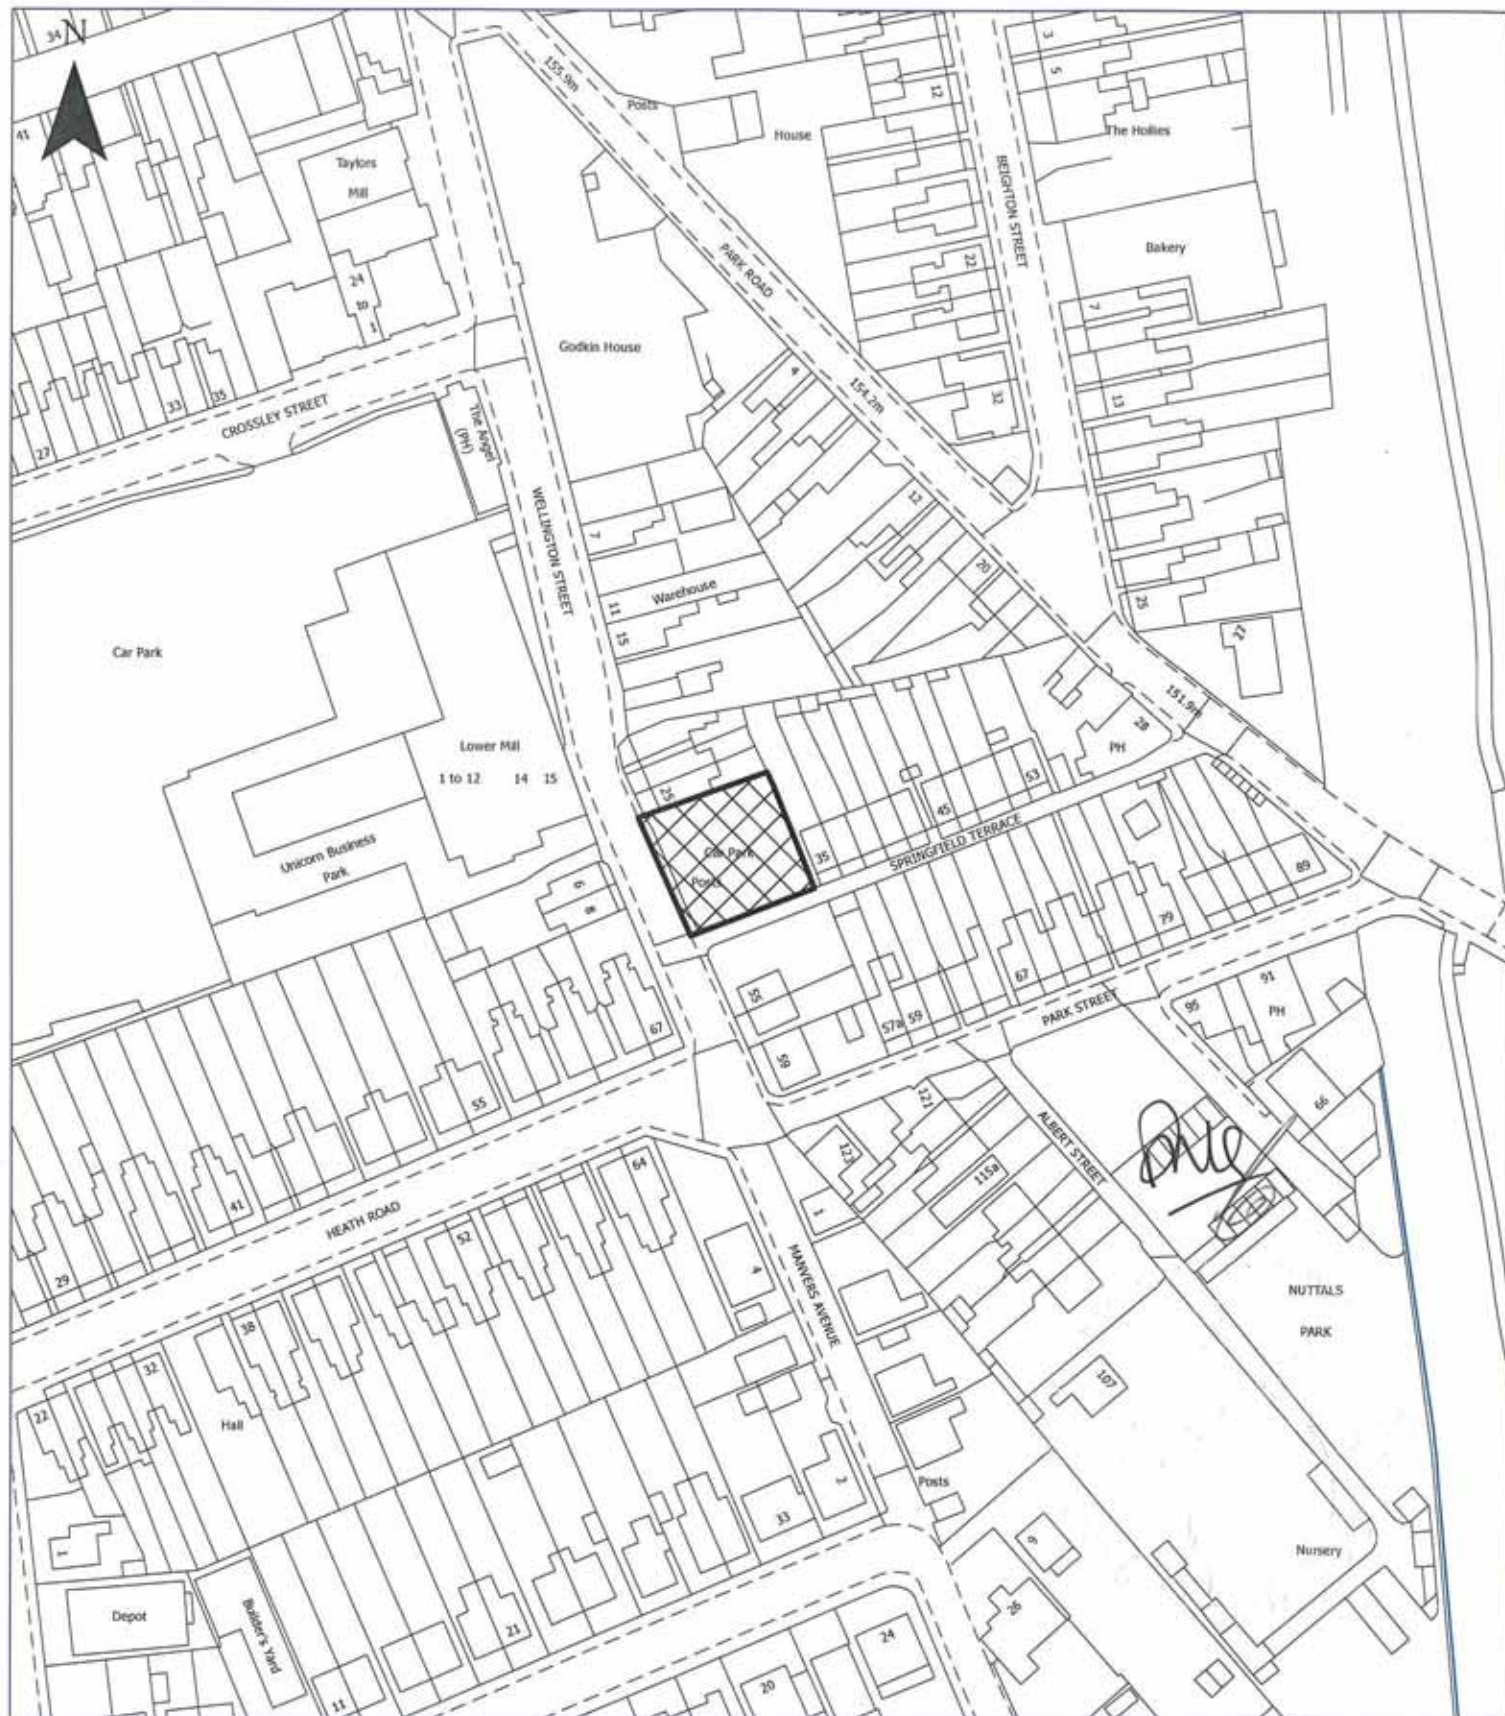 34
N
41
155.9m
Posts
House
12
3
5
The Hollies
Taylors
Mill
BEIGHTON STREET
PARK ROAD
22
Bakery
24
to
1
7
Godkin House
4
154.2m
32
13
33
35
27
CROSSLEY STREET
The Angel
(PH)
WELLINGTON STREET
12
7
20
Warehouse
11
15
25
27
Car Park
151.9m
28
PH
Lower Mill
1 to 12
14
15
25
53
45
Car Park
35
SPRINGFIELD TERRACE
Posts
Unicorn Business
Park
6
8
89
79
67
55
57a
59
67
PARK STREET
91
95
PH
59
55
121
66
123
115a
ALBERT STREET
64
1
41
HEATH ROAD
52
29
4
MANVERS AVENUE
NUTTALS
PARK
38
32
22
Hall
107
2
33
Posts
1
9
Nursery
Depot
Builder's Yard
21
26
24
11
20